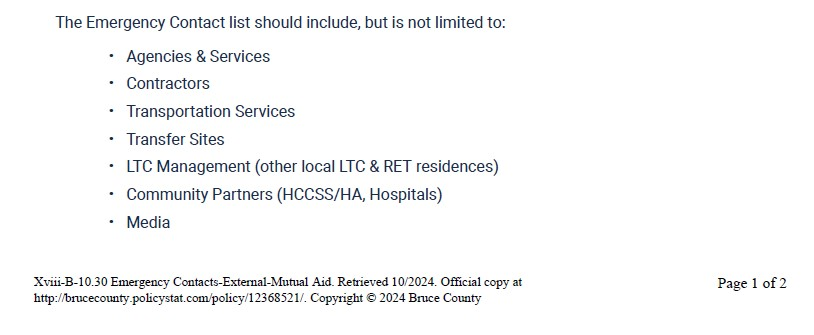 The Emergency Contact list should include, but is not limited to:
• Agencies & Services
• Contractors
• Transportation Services
• Transfer Sites
• LTC Management (other local LTC & RET residences)
• Community Partners (HCCSS/HA, Hospitals)
• Media
Xviii-B-10.30 Emergency Contacts-External-Mutual Aid. Retrieved 10/2024. Official copy at
http://brucecounty.policystat.com/policy/12368521/. Copyright © 2024 Bruce County
Page 1 of 2